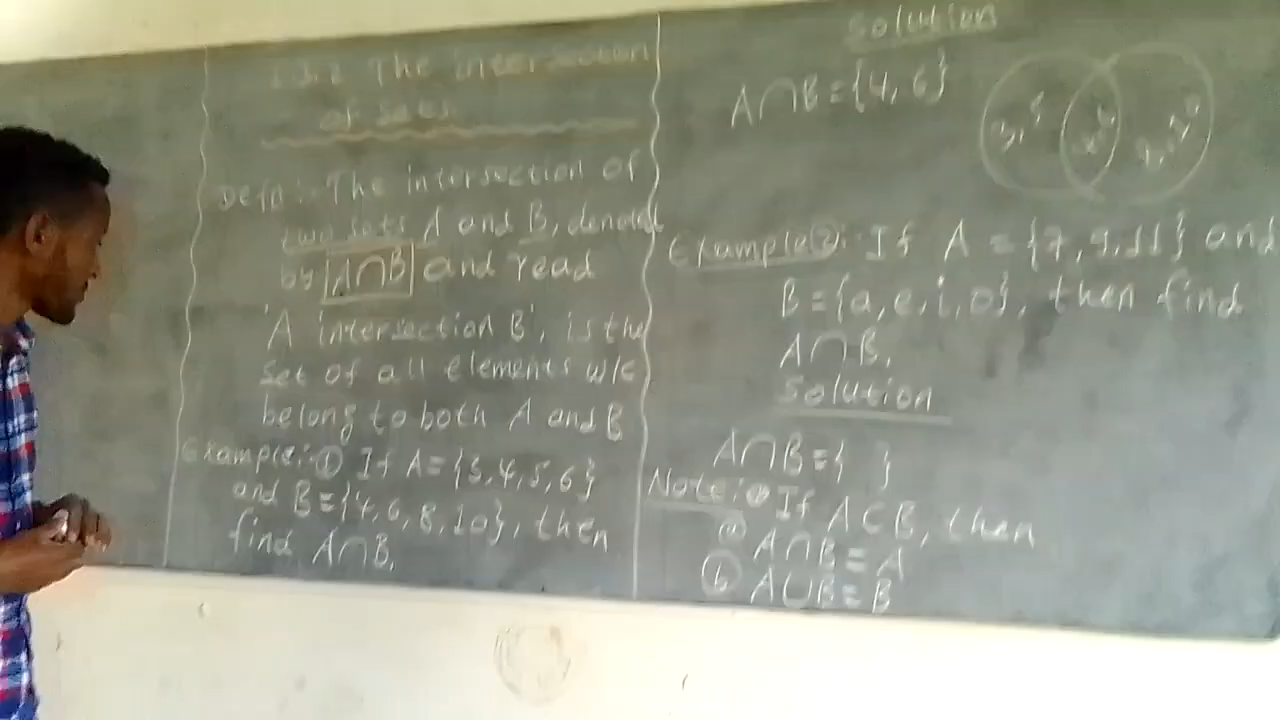 1.3.2 The intersection
of sets
Defn:- The intersection of
two sets A and B, denoted
by A∩B and read
'A intersection B', is the
set of all elements w/c
belong to both A and B
Example:-① If A={3,4,5,6}
and B={4,6,8,10}, then
find A∩B.
Solution
A∩B={4,6}
Example②:- If A={7,9,11} and
B={a,e,i,o}, then find
A∩B.
Solution
A∩B={ }
Note:- If A⊂B, then
ⓐ A∩B=A
ⓑ A∪B=B